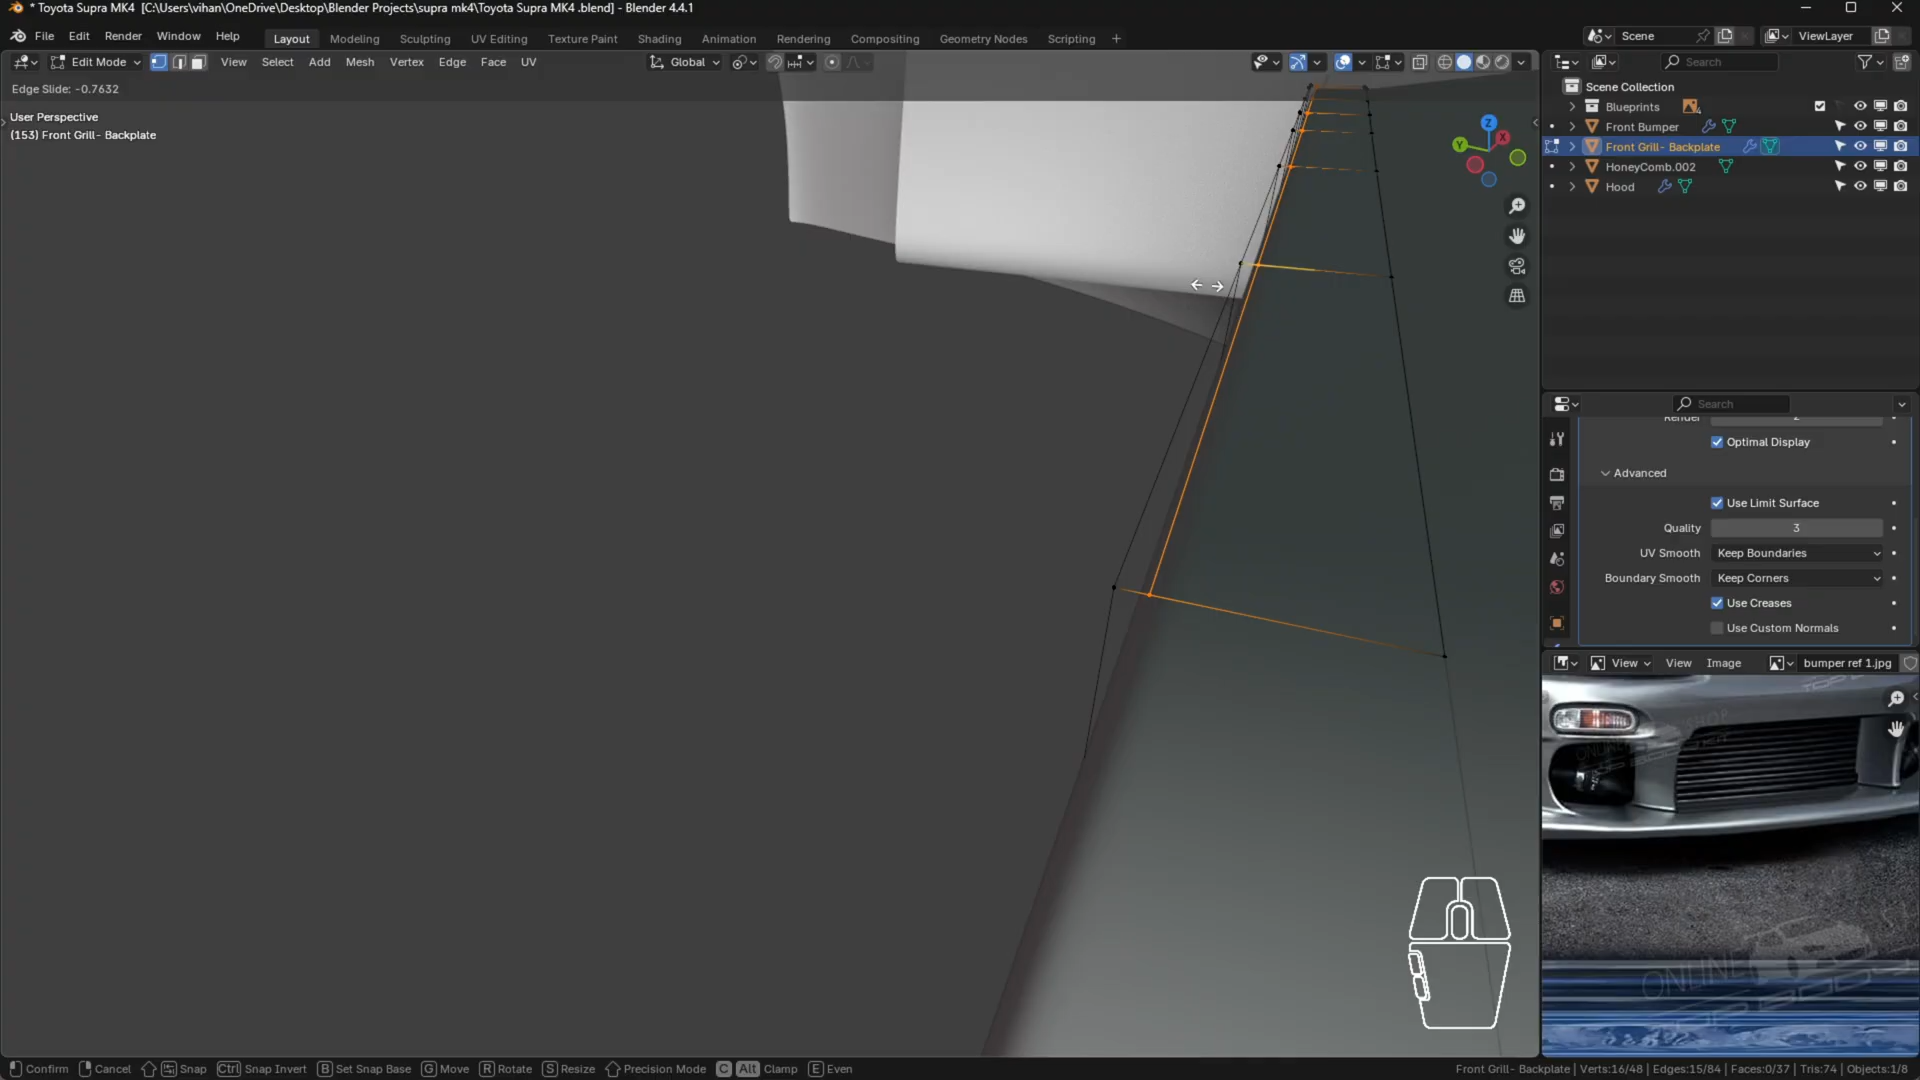 * Toyota Supra MK4 [C:\Users\vihan\OneDrive\Desktop\Blender Projects\supra mk4\Toyota Supra MK4 .blend] - Blender 4.4.1
File Edit Render Window Help Layout Modeling Sculpting UV Editing Texture Paint Shading Animation Rendering Compositing Geometry Nodes Scripting + Scene ViewLayer
Edit Mode View Select Add Mesh Vertex Edge Face UV Global Search
Edge Slide: -0.7632
User Perspective
(153) Front Grill- Backplate
Z
X
Y
Scene Collection
Blueprints
Front Bumper
Front Grill- Backplate
HoneyComb.002
Hood
Search
Render 2
Optimal Display
Advanced
Use Limit Surface
Quality 3
UV Smooth Keep Boundaries
Boundary Smooth Keep Corners
Use Creases
Use Custom Normals
View View Image bumper ref 1.jpg
Confirm Cancel Snap Ctrl Snap Invert B Set Snap Base G Move R Rotate S Resize Precision Mode C Alt Clamp E Even
Front Grill- Backplate | Verts:16/48 | Edges:15/84 | Faces:0/37 | Tris:74 | Objects:1/8